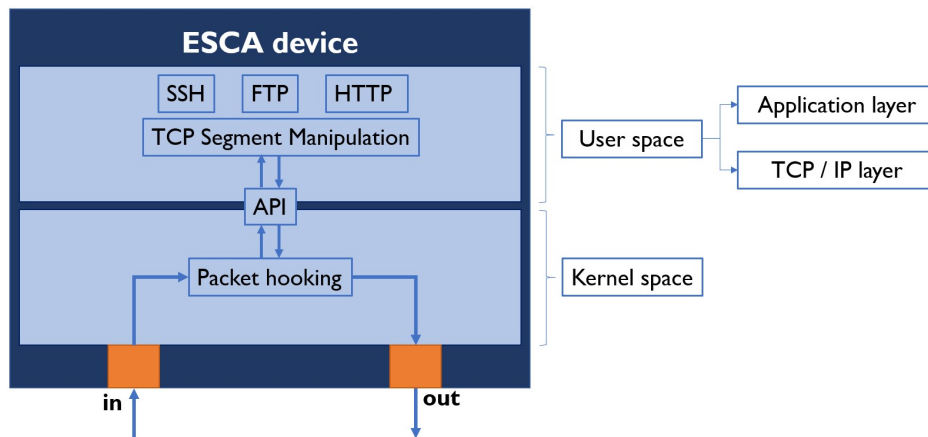 ESCA device
SSH
FTP
HTTP
TCP Segment Manipulation
API
Packet hooking
in
out
User space
Application layer
TCP / IP layer
Kernel space